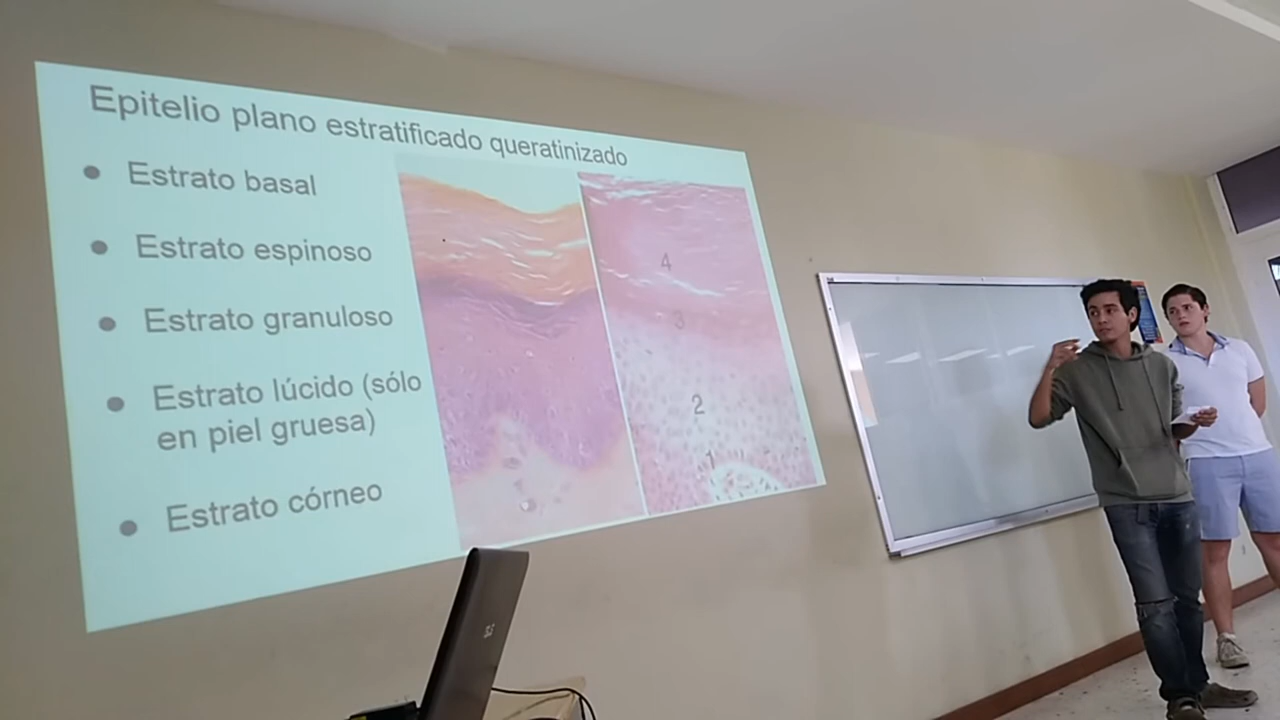 Epitelio plano estratificado queratinizado
Estrato basal
Estrato espinoso
Estrato granuloso
Estrato lúcido (sólo
en piel gruesa)
Estrato córneo
4
3
2
1